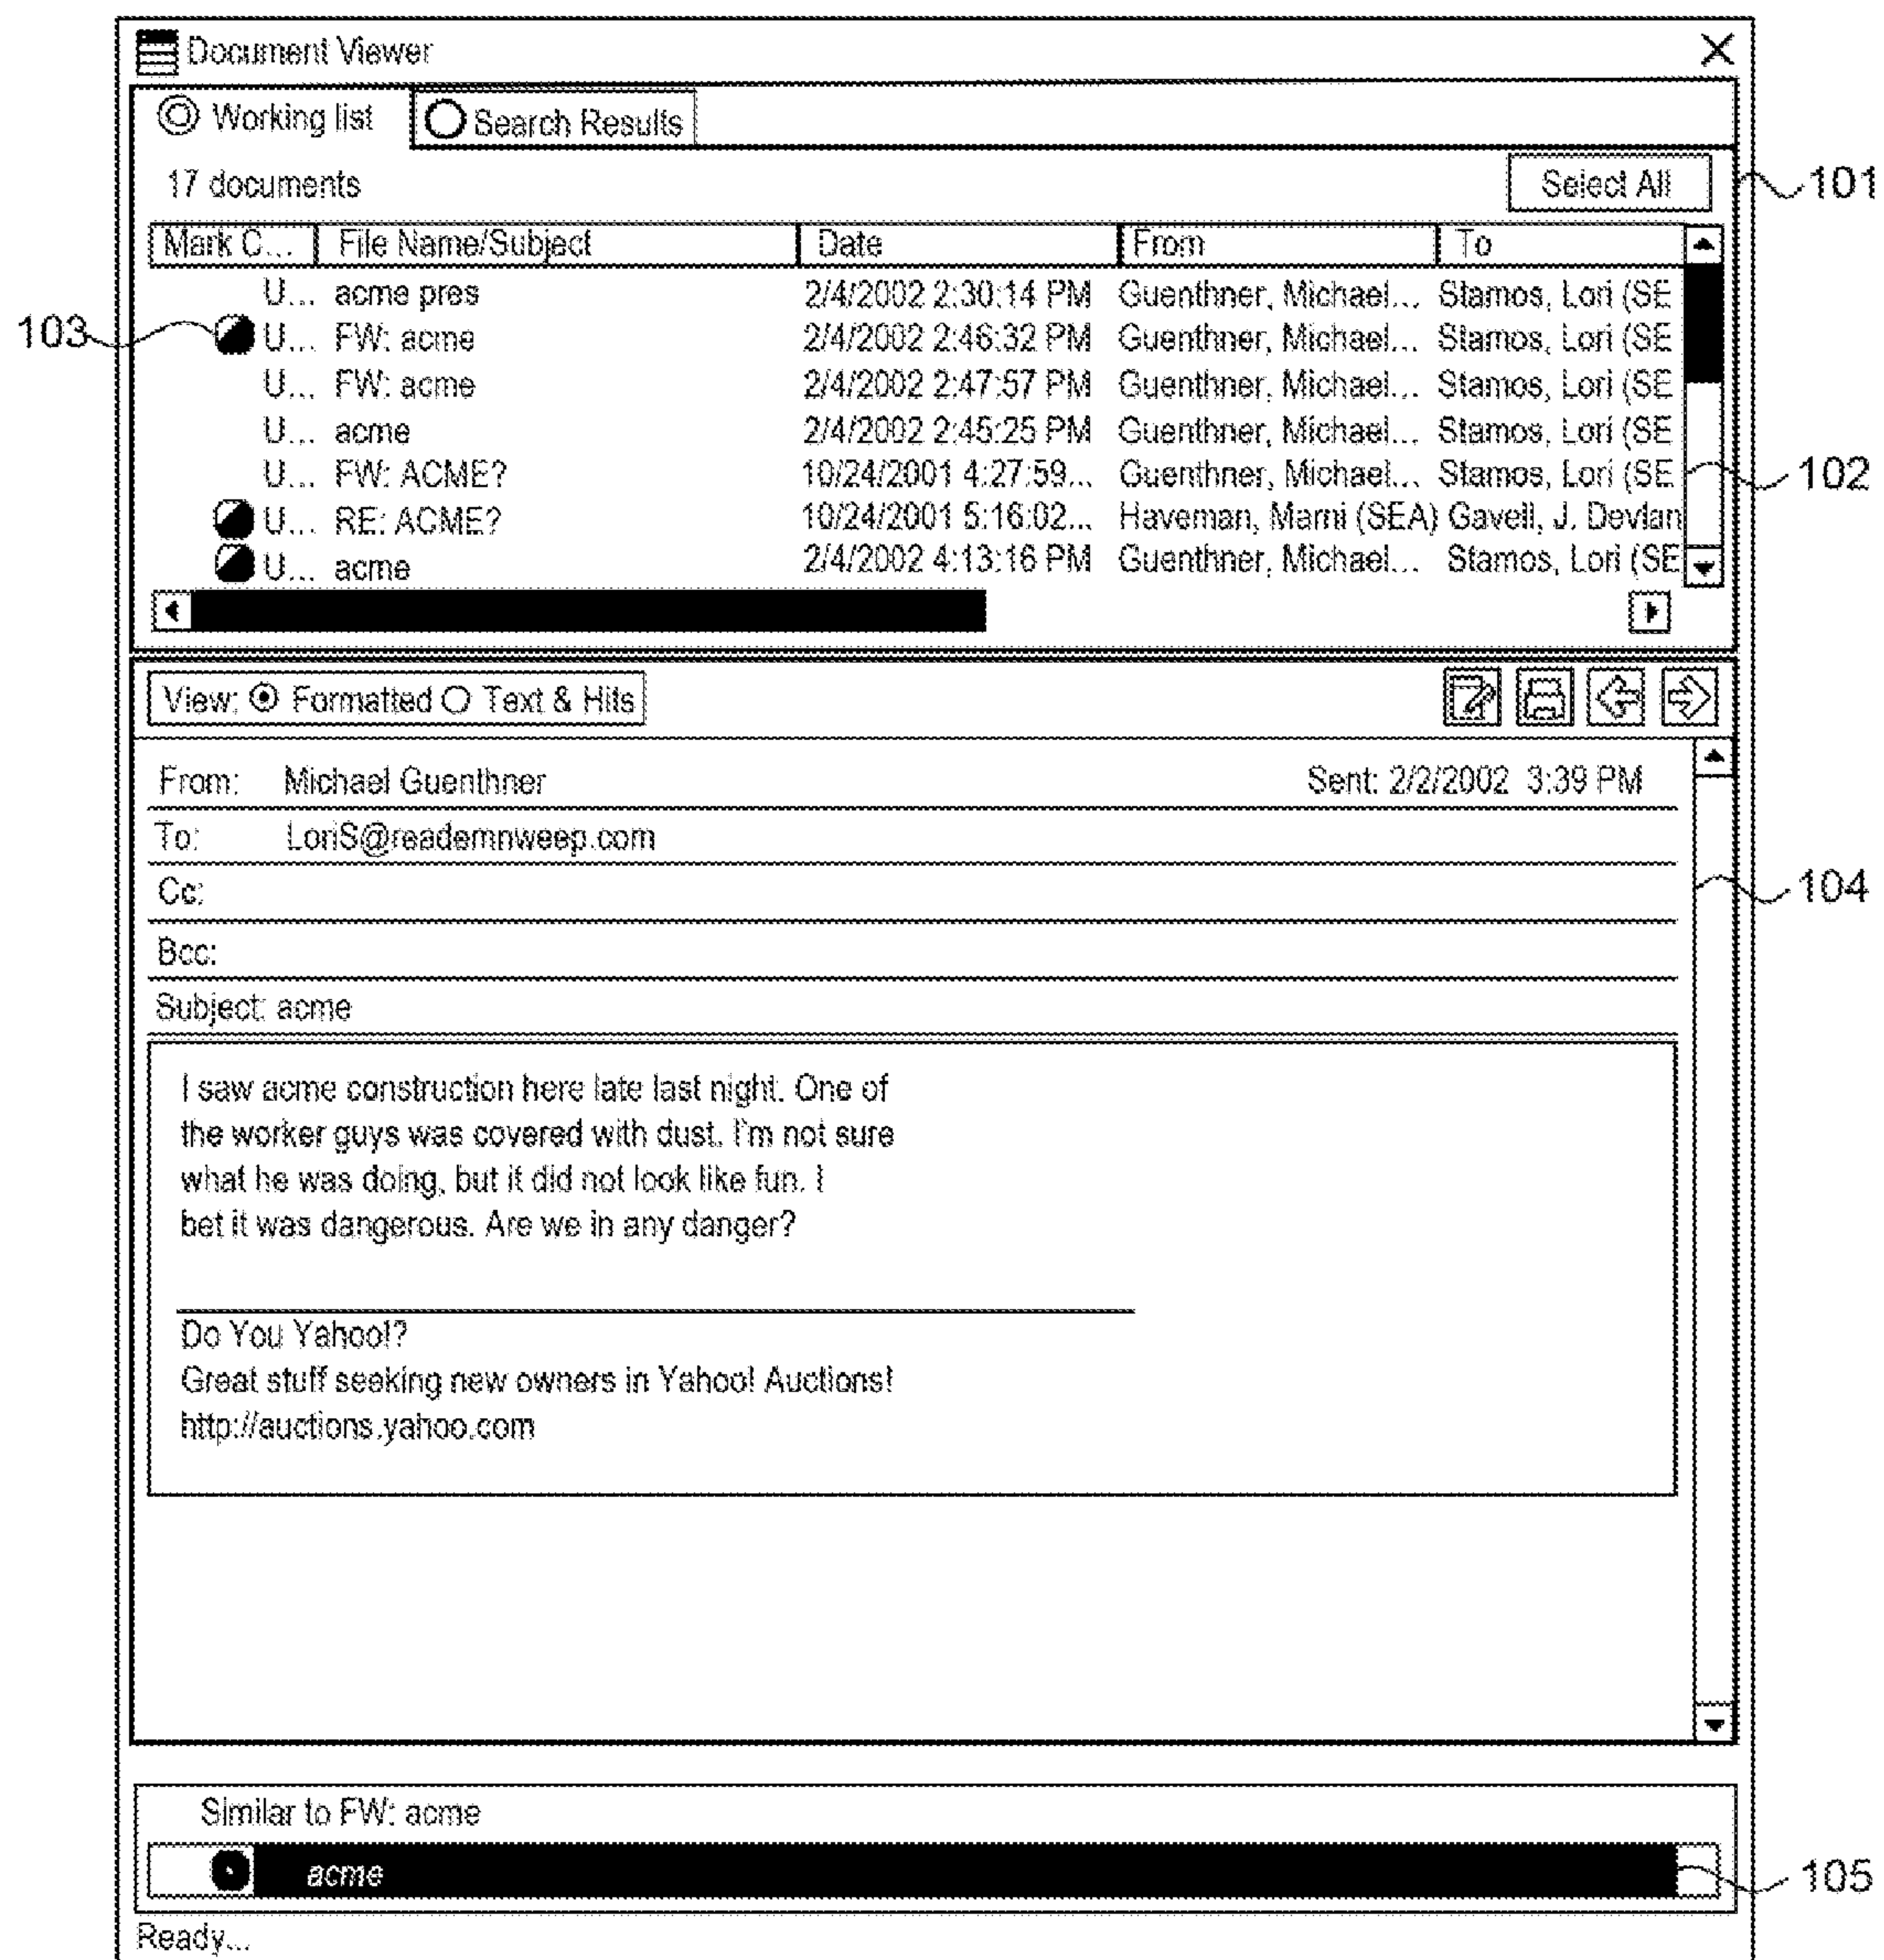 Document Viewer
Working list Search Results
17 documents Select All 101
Mark C... File Name/Subject Date From To
U... acme pres 2/4/2002 2:30:14 PM Guenthner, Michael... Stamos, Lori (SE
103 U... FW: acme 2/4/2002 2:46:32 PM Guenthner, Michael... Stamos, Lori (SE
U... FW: acme 2/4/2002 2:47:57 PM Guenthner, Michael... Stamos, Lori (SE
U... acme 2/4/2002 2:45:25 PM Guenthner, Michael... Stamos, Lori (SE
U... FW: ACME? 10/24/2001 4:27:59... Guenthner, Michael... Stamos, Lori (SE 102
U... RE: ACME? 10/24/2001 5:16:02... Haveman, Marni (SEA) Gavell, J. Devlan
U... acme 2/4/2002 4:13:16 PM Guenthner, Michael... Stamos, Lori (SE
View: Formatted Text & Hits
From: Michael Guenthner Sent: 2/2/2002 3:39 PM
To: LoriS@reademnweep.com
Cc: 104
Bcc:
Subject: acme
I saw acme construction here late last night. One of
the worker guys was covered with dust. I'm not sure
what he was doing, but it did not look like fun. I
bet it was dangerous. Are we in any danger?
Do You Yahoo!?
Great stuff seeking new owners in Yahoo! Auctions!
http://auctions.yahoo.com
Similar to FW: acme
acme 105
Ready...